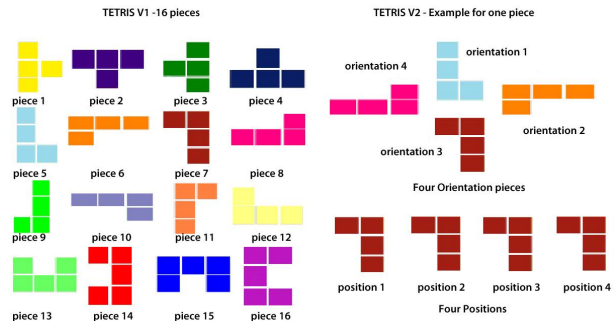 TETRIS V1 -16 pieces
piece 1
piece 2
piece 3
piece 4
piece 5
piece 6
piece 7
piece 8
piece 9
piece 10
piece 11
piece 12
piece 13
piece 14
piece 15
piece 16
TETRIS V2 - Example for one piece
orientation 1
orientation 4
orientation 2
orientation 3
Four Orientation pieces
position 1
position 2
position 3
position 4
Four Positions